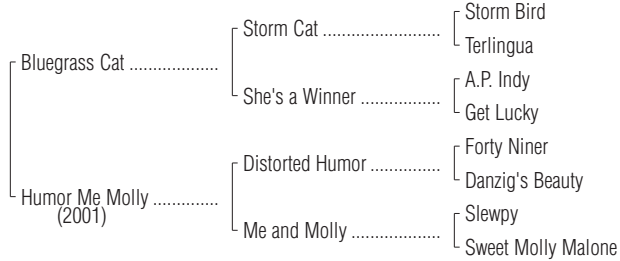 Storm Bird
Storm Cat ..........................
Terlingua
Bluegrass Cat ....................
A.P. Indy
She's a Winner ..................
Get Lucky
Forty Niner
Distorted Humor ................
Danzig's Beauty
Humor Me Molly ...............
(2001)
Slewpy
Me and Molly ....................
Sweet Molly Malone